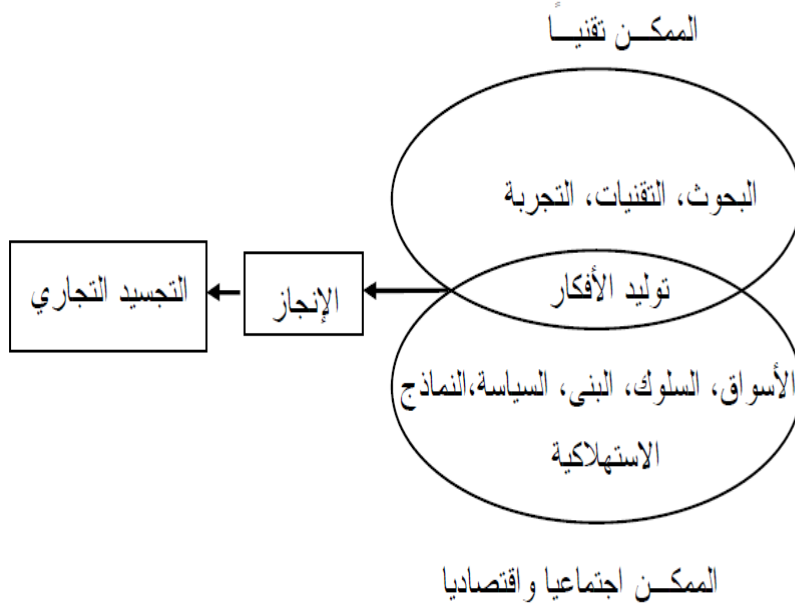 الممكـــن تقنيـــاً
البحوث، التقنيات، التجربة
توليد الأفكار
الإنجاز
التجسيد التجاري
الأسواق، السلوك، البنى، السياسة،النماذج
الاستهلاكية
الممكـــن اجتماعيا واقتصاديا